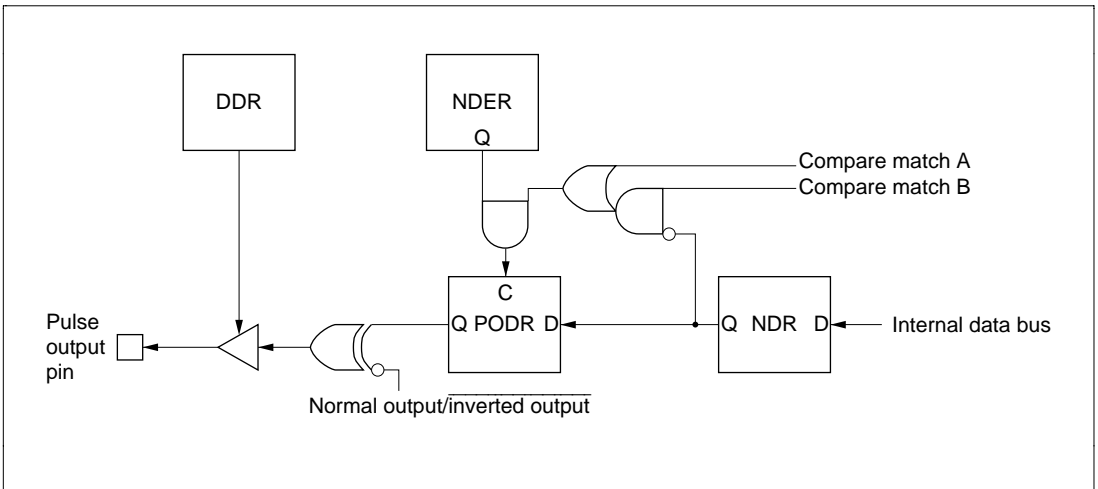 DDR
NDER
Q
Compare match A
Compare match B
C
Q PODR D
Q NDR D
Internal data bus
Pulse
output
pin
Normal output/inverted output